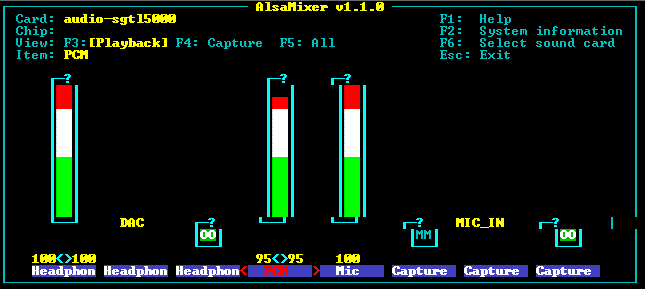 AlsaMixer v1.1.0
Card: audio-sgtl5000
F1: Help
Chip:
F2: System information
View: F3:[Playback] F4: Capture F5: All
F6: Select sound card
Item: PCM
Esc: Exit
? ? ?
DAC ? ? MIC_IN ?
OO MM OO
100<>100 95<>95 100
Headphon Headphon Headphon < PCM > Mic Capture Capture Capture